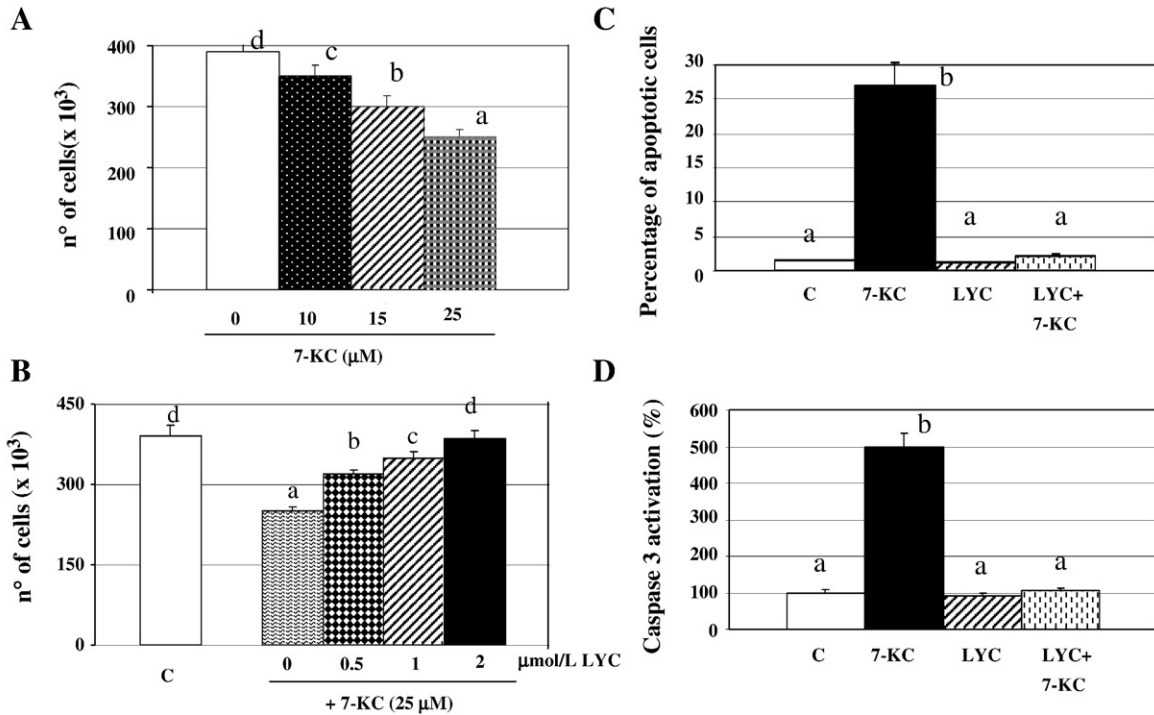 A
n° of cells(x 10³)
400
300
200
100
0
d
c
b
a
0 10 15 25
7-KC (µM)
B
n° of cells (x 10³)
450
300
150
0
d
a
b
c
d
C
0 0.5 1 2 µmol/L LYC
+ 7-KC (25 µM)
C
Percentage of apoptotic cells
30
25
20
15
10
5
0
a
b
a
a
C 7-KC LYC LYC+
7-KC
D
Caspase 3 activation (%)
600
500
400
300
200
100
0
a
b
a
a
C 7-KC LYC LYC+
7-KC